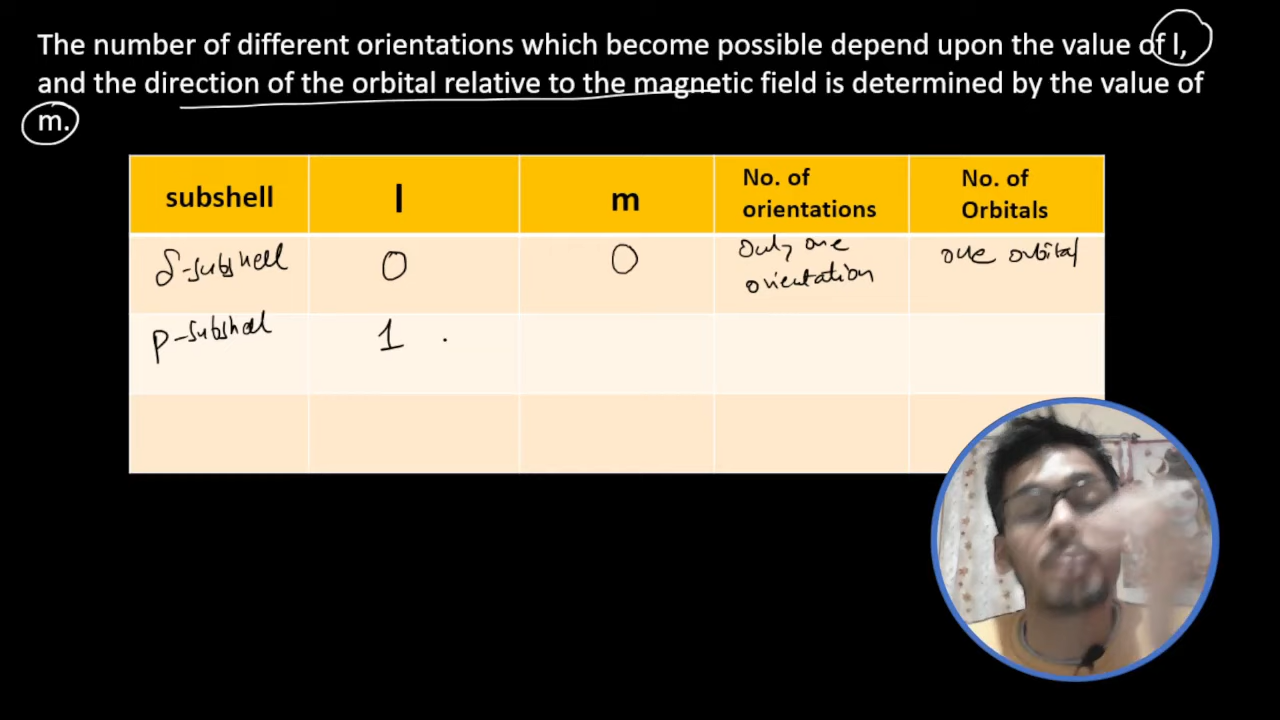 The number of different orientations which become possible depend upon the value of l,
and the direction of the orbital relative to the magnetic field is determined by the value of
m.
subshell l m No. of orientations No. of Orbitals
s-subshell 0 0 Only one orientation one orbital
p-subshell 1